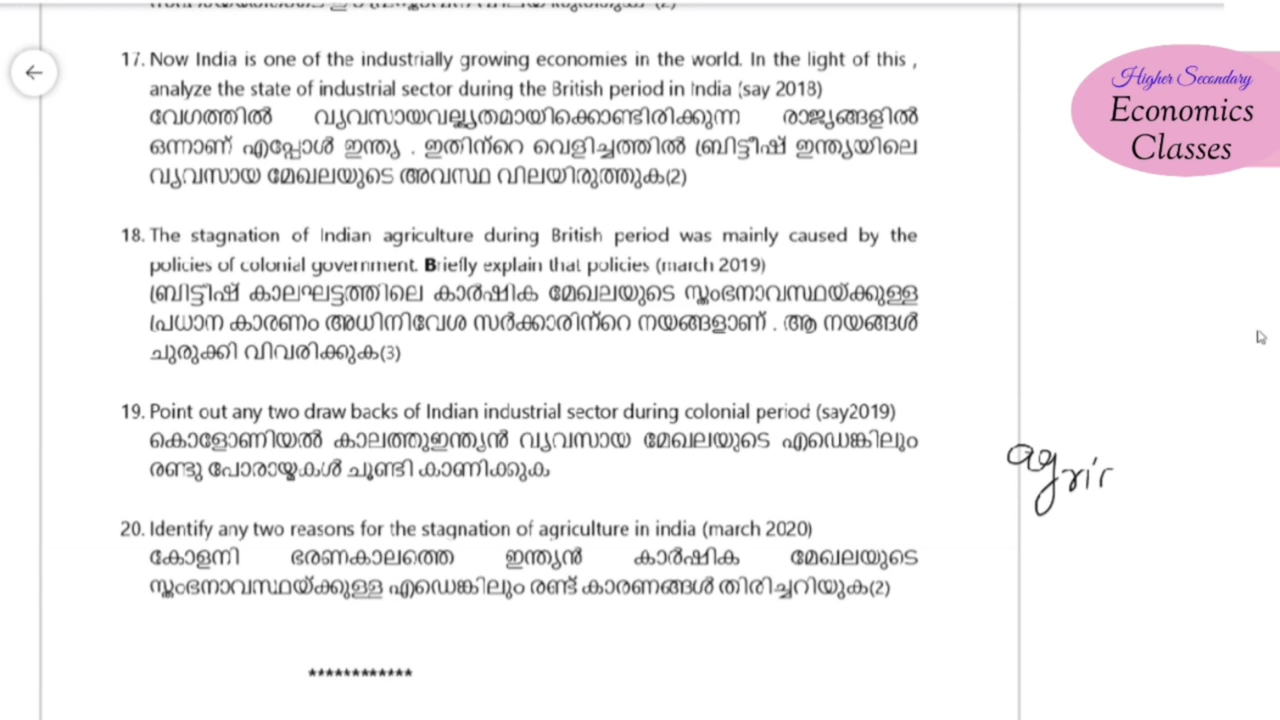 17. Now India is one of the industrially growing economies in the world. In the light of this ,
analyze the state of industrial sector during the British period in India (say 2018)
വേഗത്തിൽ വ്യവസായവല്കൃതമായിക്കൊണ്ടിരിക്കുന്ന രാജ്യങ്ങളിൽ
ഒന്നാണ് എപ്പോൾ ഇന്ത്യ . ഇതിന്റെ വെളിച്ചത്തിൽ ബ്രിട്ടീഷ് ഇന്ത്യയിലെ
വ്യവസായ മേഖലയുടെ അവസ്ഥ വിലയിരുത്തുക(2)
18. The stagnation of Indian agriculture during British period was mainly caused by the
policies of colonial government. Briefly explain that policies (march 2019)
ബ്രിട്ടീഷ് കാലഘട്ടത്തിലെ കാർഷിക മേഖലയുടെ സ്തംഭനാവസ്ഥയ്ക്കുള്ള
പ്രധാന കാരണം അധിനിവേശ സർക്കാരിന്റെ നയങ്ങളാണ് . ആ നയങ്ങൾ
ചുരുക്കി വിവരിക്കുക(3)
19. Point out any two draw backs of Indian industrial sector during colonial period (say2019)
കൊളോണിയൽ കാലത്തുഇന്ത്യൻ വ്യവസായ മേഖലയുടെ എഡെങ്കിലും
രണ്ടു പോരായ്മകൾ ചൂണ്ടി കാണിക്കുക
20. Identify any two reasons for the stagnation of agriculture in india (march 2020)
കോളനി ഭരണകാലത്തെ ഇന്ത്യൻ കാർഷിക മേഖലയുടെ
സ്തംഭനാവസ്ഥയ്ക്കുള്ള എഡെങ്കിലും രണ്ട് കാരണങ്ങൾ തിരിച്ചറിയുക(2)
************
Higher Secondary
Economics
Classes
agrir